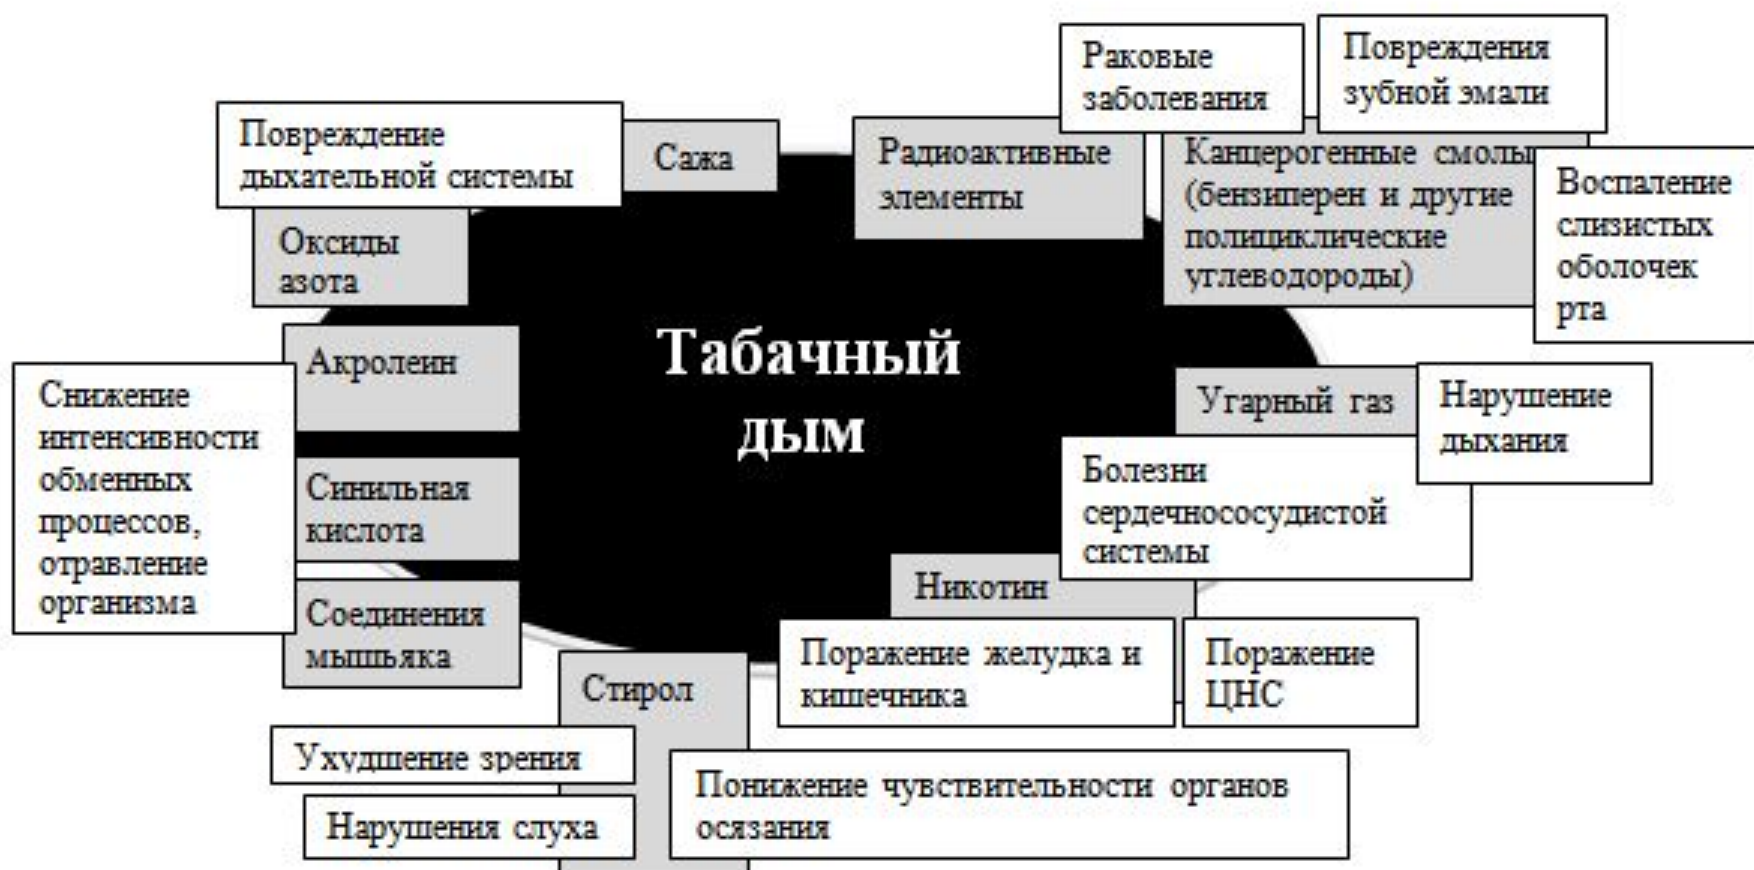 Раковые
заболевания
Повреждения
зубной эмали
Повреждение
дыхательной системы
Сажа
Радиоактивные
элементы
Канцерогенные смолы
(бензиперен и другие
полициклические
углеводороды)
Воспаление
слизистых
оболочек
рта
Оксиды
азота
Табачный
дым
Акролеин
Снижение
интенсивности
обменных
процессов,
отравление
организма
Синильная
кислота
Соединения
мышьяка
Угарный газ
Нарушение
дыхания
Болезни
сердечнососудистой
системы
Никотин
Поражение желудка и
кишечника
Поражение
ЦНС
Стирол
Ухудшение зрения
Нарушения слуха
Понижение чувствительности органов
осязания